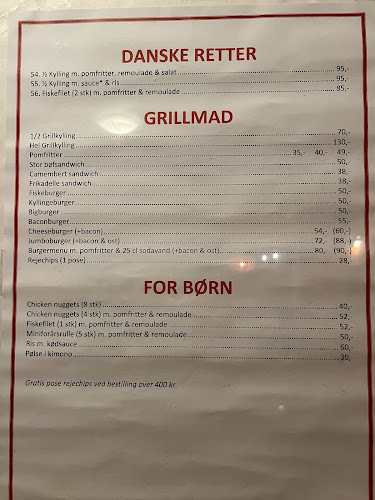 DANSKE RETTER
54. ½ Kylling m. pomfritter, remoulade & salat 95,-
55. ½ Kylling m. sauce* & ris 95,-
56. Fiskefilet (2 stk) m. pomfritter & remoulade 85,-
GRILLMAD
1/2 Grillkylling 70,-
Hel Grillkylling 130,-
Pomfritter 35,- 40,- 49,-
Stor bøfsandwich 50,-
Camembert sandwich 38,-
Frikadelle sandwich 38,-
Fiskeburger 50,-
Kyllingeburger 50,-
Bigburger 50,-
Baconburger 55,-
Cheeseburger (+bacon) 54,- (60,-)
Jumboburger (+bacon & ost) 72,- (88,-)
Burgermenu m. pomfritter & 25 cl sodavand (+bacon & ost) 80,- (90,-)
Rejechips (1 pose) 28,-
FOR BØRN
Chicken nuggets (8 stk) 40,-
Chicken nuggets (4 stk) m. pomfritter & remoulade 52,-
Fiskefilet (1 stk) m. pomfritter & remoulade 52,-
Miniforårsrulle (5 stk) m. pomfritter & remoulade 50,-
Ris m. kødsauce 60,-
Pølse i kimono 30,-
Gratis pose rejechips ved bestilling over 400 kr.